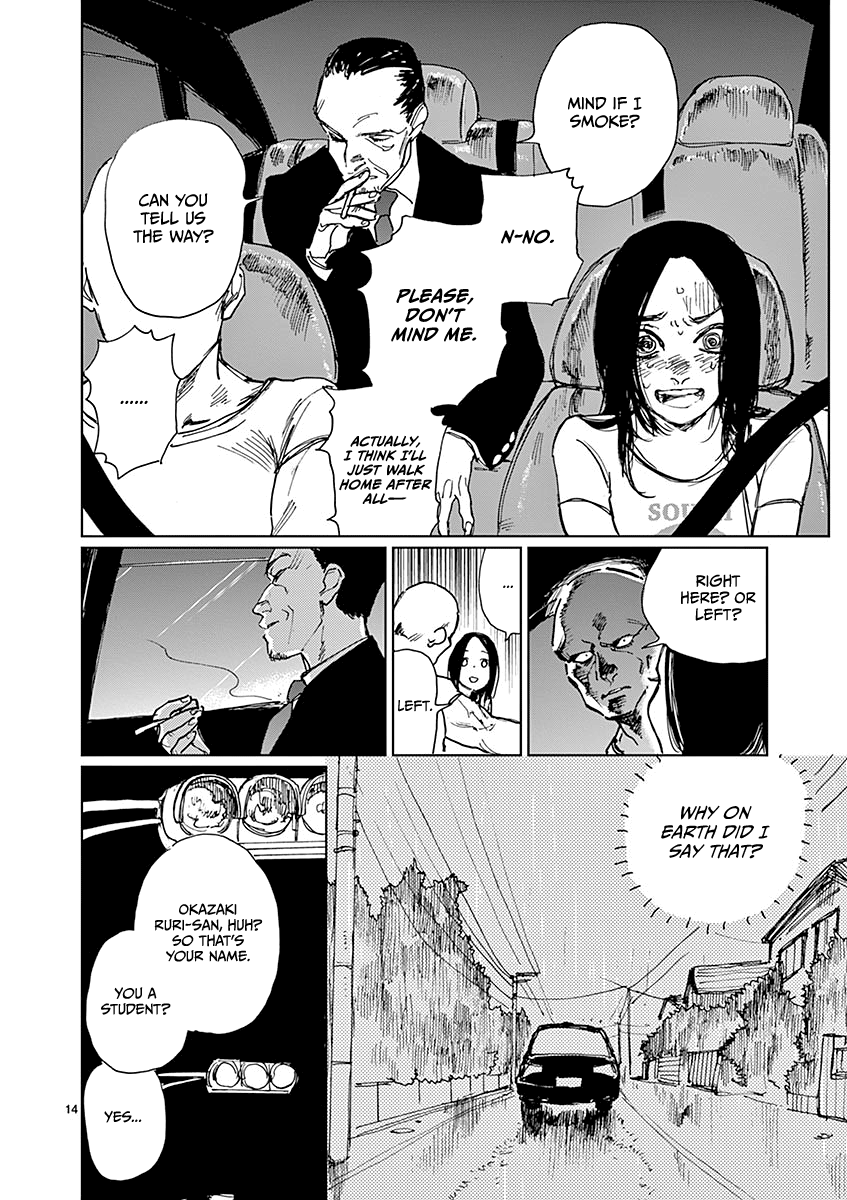 MIND IF I
SMOKE?
N-NO.
PLEASE,
DON'T
MIND ME.
ACTUALLY,
I THINK I'LL
JUST WALK
HOME AFTER
ALL—
CAN YOU
TELL US
THE WAY?
......
RIGHT
HERE? OR
LEFT?
...
LEFT.
WHY ON
EARTH DID I
SAY THAT?
OKAZAKI
RURI-SAN, HUH?
SO THAT'S
YOUR NAME.
YOU A
STUDENT?
YES...
14